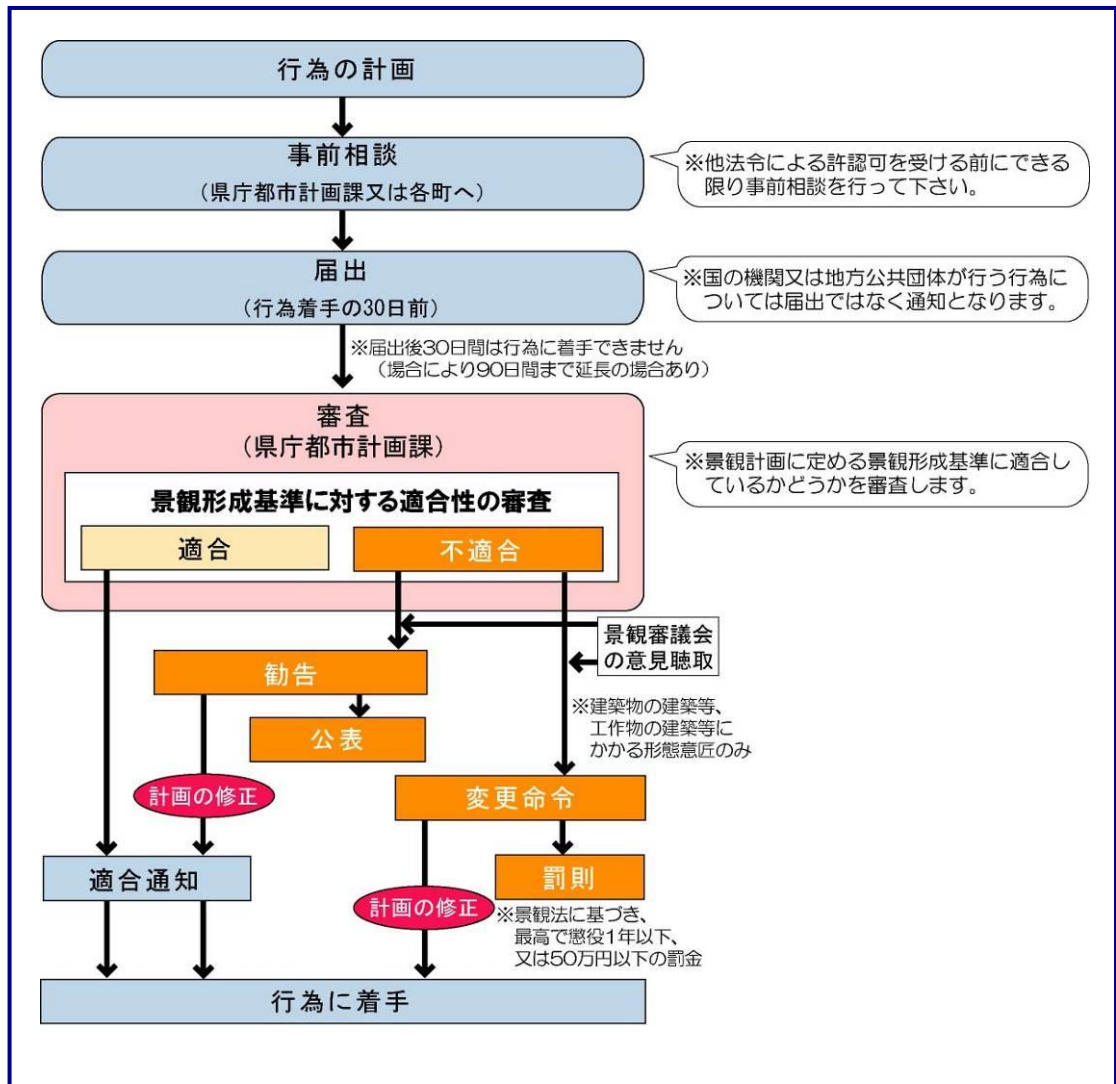 行為の計画
事前相談
（県庁都市計画課又は各町へ）
※他法令による許認可を受ける前にできる
限り事前相談を行って下さい。
届出
（行為着手の30日前）
※国の機関又は地方公共団体が行う行為に
ついては届出ではなく通知となります。
※届出後30日間は行為に着手できません
（場合により90日間まで延長の場合あり）
審査
（県庁都市計画課）
※景観計画に定める景観形成基準に適合し
ているかどうかを審査します。
景観形成基準に対する適合性の審査
適合
不適合
景観審議会
の意見聴取
勧告
公表
※建築物の建築等、
工作物の建築等に
かかる形態意匠のみ
計画の修正
変更命令
適合通知
罰則
計画の修正
※景観法に基づき、
最高で懲役1年以下、
又は50万円以下の罰金
行為に着手